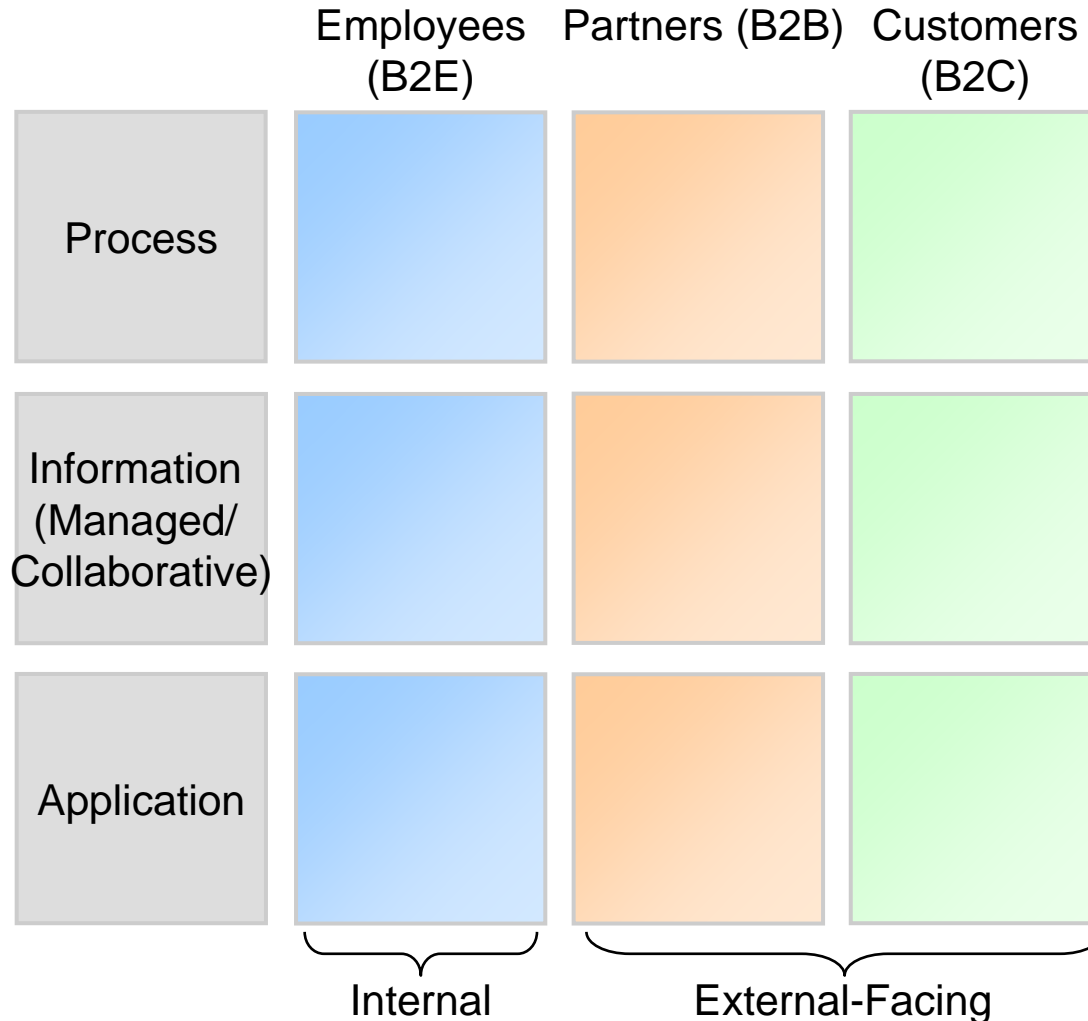 Employees
(B2E)
Partners (B2B)
Customers
(B2C)
Process
Information
(Managed/
Collaborative)
Application
Internal
External-Facing